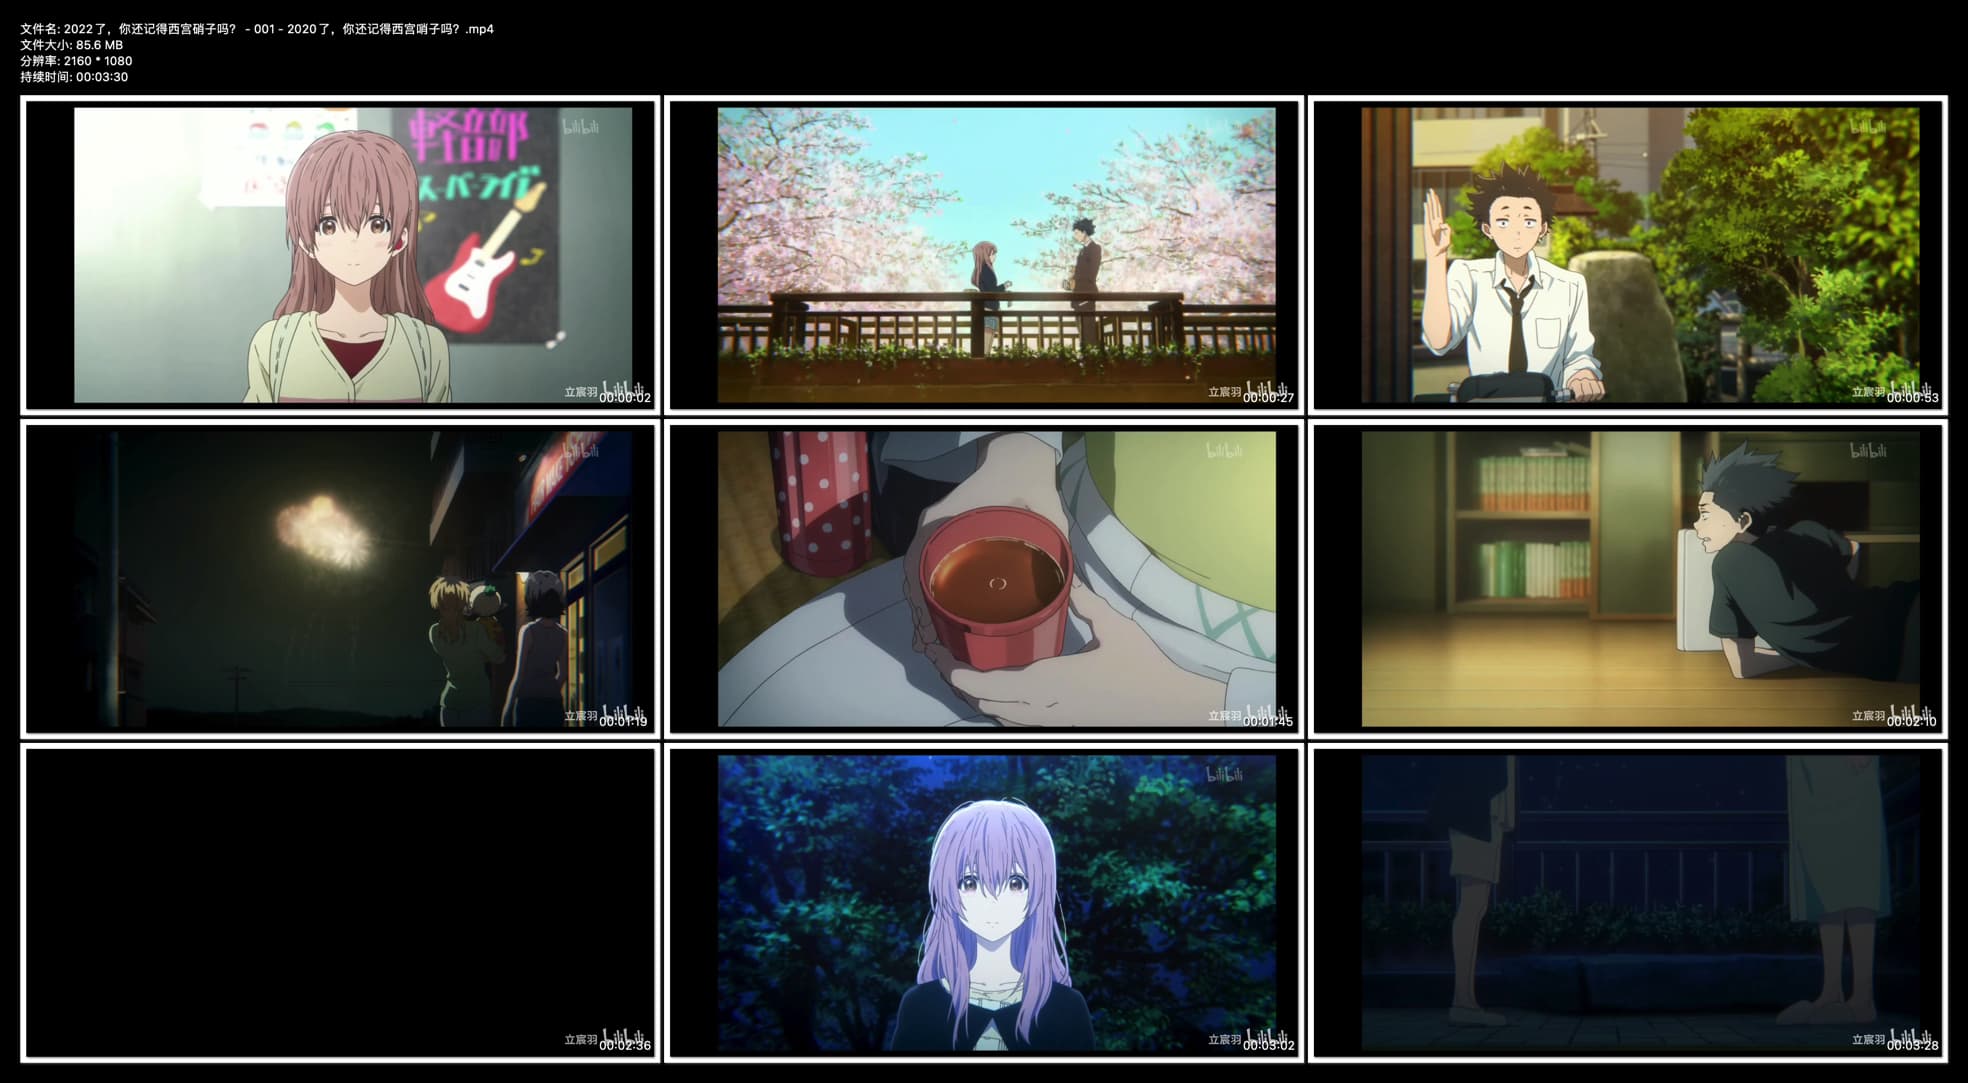 文件名: 2022了，你还记得西宫硝子吗？ - 001 - 2020了，你还记得西宫哨子吗？.mp4
文件大小: 85.6 MB
分辨率: 2160 * 1080
持续时间: 00:03:30
軽音部
スーパーライブ
bilibili
立宸羽 bilibili
00:00:02
bilibili
立宸羽 bilibili
00:00:27
bilibili
立宸羽 bilibili
00:00:53
bilibili
立宸羽 bilibili
00:01:19
bilibili
立宸羽 bilibili
00:01:45
bilibili
立宸羽 bilibili
00:02:10
立宸羽 bilibili
00:02:36
bilibili
立宸羽 bilibili
00:03:02
立宸羽 bilibili
00:03:28